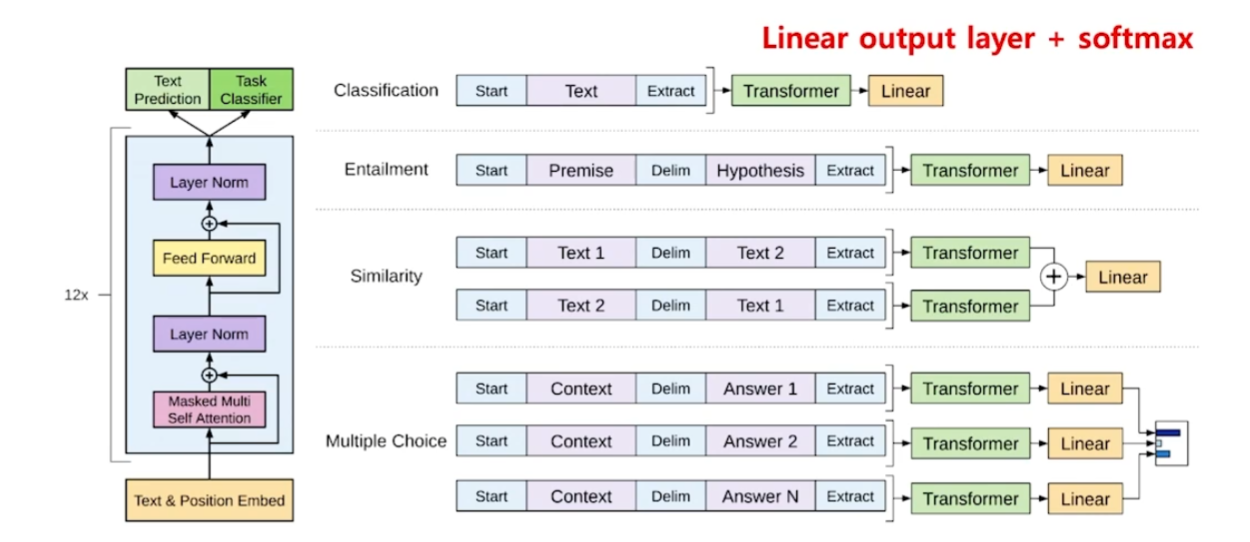 Linear output layer + softmax
Text
Prediction
Task
Classifier
Layer Norm
Feed Forward
12x
Layer Norm
Masked Multi
Self Attention
Text & Position Embed
Classification
Start
Text
Extract
Transformer
Linear
Entailment
Start
Premise
Delim
Hypothesis
Extract
Transformer
Linear
Similarity
Start
Text 1
Delim
Text 2
Extract
Transformer
Start
Text 2
Delim
Text 1
Extract
Transformer
Linear
Multiple Choice
Start
Context
Delim
Answer 1
Extract
Transformer
Linear
Start
Context
Delim
Answer 2
Extract
Transformer
Linear
Start
Context
Delim
Answer N
Extract
Transformer
Linear